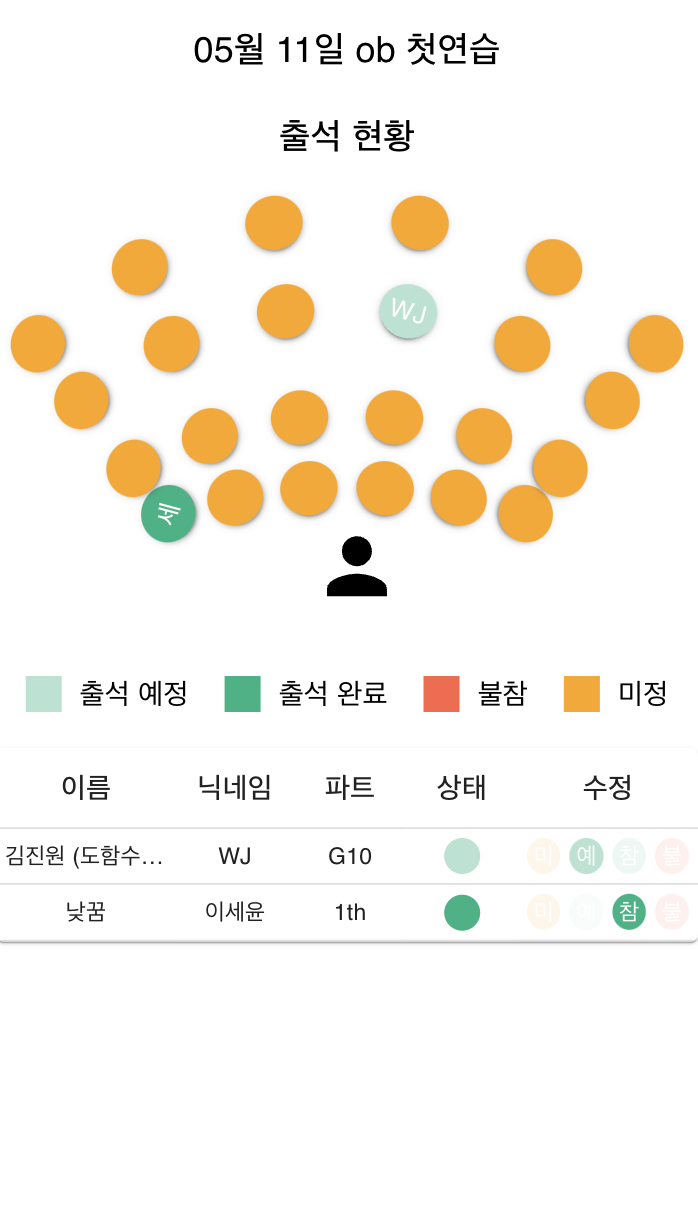 05월 11일 ob 첫연습
출석 현황
WJ
세
출석 예정 출석 완료 불참 미정
이름 닉네임 파트 상태 수정
김진원 (도함수... WJ G10 미 예 참 불
낮꿈 이세윤 1th 미 예 참 불